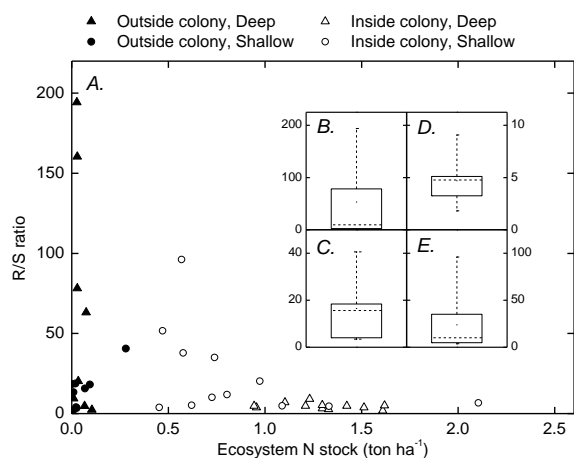 ▲ Outside colony, Deep △ Inside colony, Deep
● Outside colony, Shallow ○ Inside colony, Shallow
A.
200
150
100
50
0
R/S ratio
B.
200
100
0
D.
10
5
0
C.
40
20
0
E.
100
50
0
0.0 0.5 1.0 1.5 2.0 2.5
Ecosystem N stock (ton ha-1)